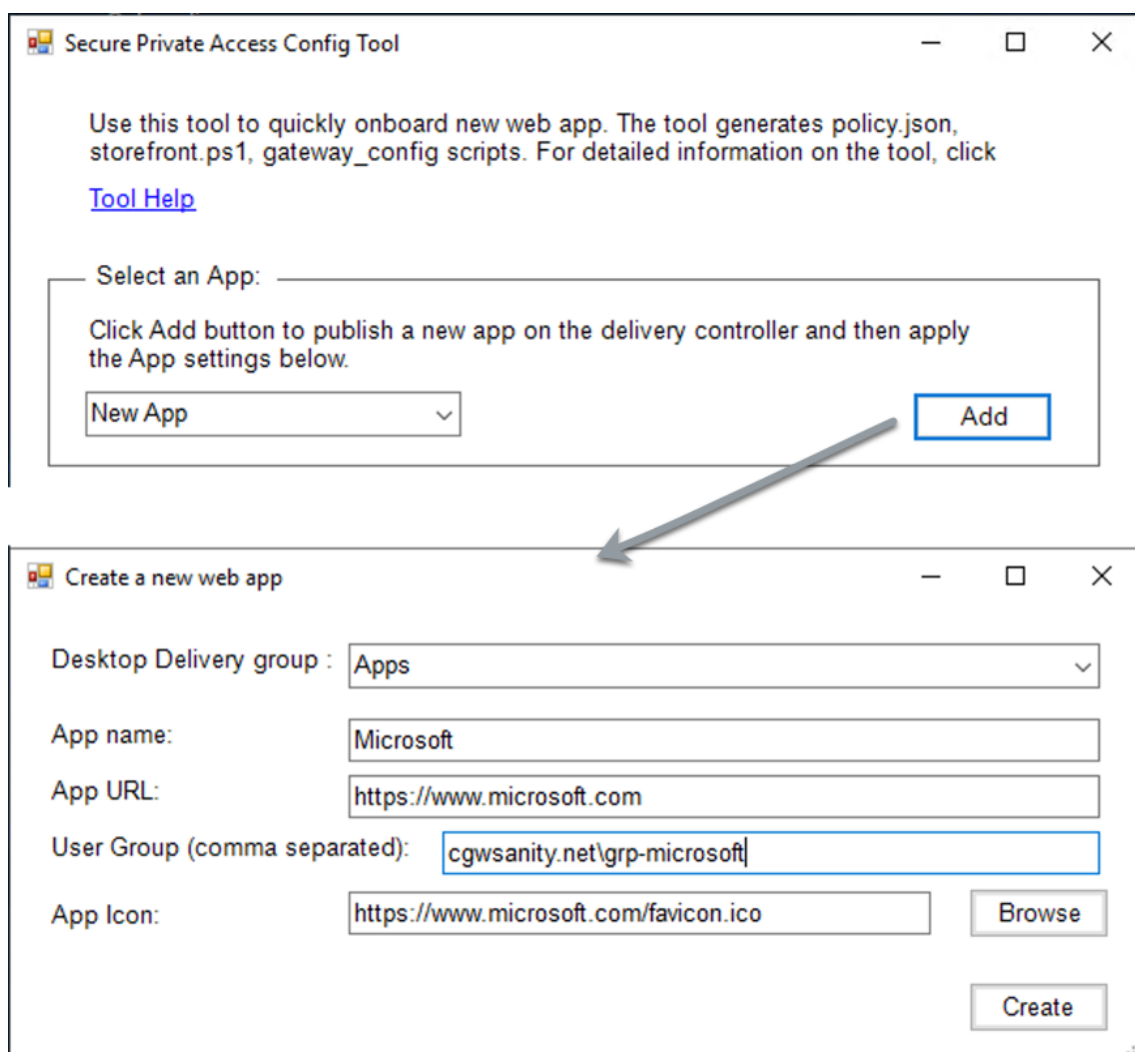 Secure Private Access Config Tool
Use this tool to quickly onboard new web app. The tool generates policy.json,
storefront.ps1, gateway_config scripts. For detailed information on the tool, click
Tool Help
Select an App:
Click Add button to publish a new app on the delivery controller and then apply
the App settings below.
New App
Add
Create a new web app
Desktop Delivery group : Apps
App name: Microsoft
App URL: https://www.microsoft.com
User Group (comma separated): cgwsanity.net\grp-microsoft
App Icon: https://www.microsoft.com/favicon.ico Browse
Create